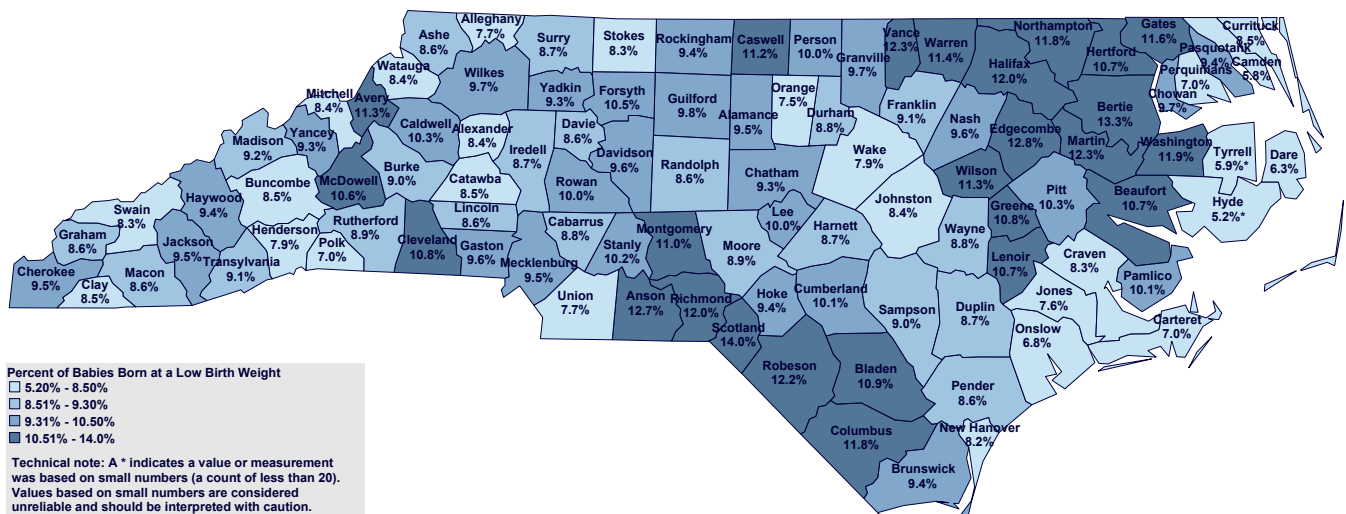 Alleghany
7.7%
Ashe
8.6%
Surry
8.7%
Stokes
8.3%
Rockingham
9.4%
Caswell
11.2%
Person
10.0%
Granville
9.7%
Vance
12.3%
Warren
11.4%
Northampton
11.8%
Gates
11.6%
Currituck
8.5%
Hertford
10.7%
Pasquotank
9.4%
Camden
5.8%
Perquimans
7.0%
Chowan
9.7%
Halifax
12.0%
Watauga
8.4%
Wilkes
9.7%
Yadkin
9.3%
Forsyth
10.5%
Guilford
9.8%
Alamance
9.5%
Orange
7.5%
Durham
8.8%
Franklin
9.1%
Nash
9.6%
Edgecombe
12.8%
Bertie
13.3%
Martin
12.3%
Washington
11.9%
Tyrrell
5.9%*
Dare
6.3%
Mitchell
8.4%
Avery
11.3%
Caldwell
10.3%
Alexander
8.4%
Iredell
8.7%
Davie
8.6%
Davidson
9.6%
Randolph
8.6%
Chatham
9.3%
Wake
7.9%
Wilson
11.3%
Pitt
10.3%
Beaufort
10.7%
Hyde
5.2%*
Madison
9.2%
Yancey
9.3%
McDowell
10.6%
Burke
9.0%
Catawba
8.5%
Rowan
10.0%
Buncombe
8.5%
Haywood
9.4%
Swain
8.3%
Graham
8.6%
Jackson
9.5%
Cherokee
9.5%
Clay
8.5%
Macon
8.6%
Transylvania
9.1%
Henderson
7.9%
Polk
7.0%
Rutherford
8.9%
Cleveland
10.8%
Lincoln
8.6%
Gaston
9.6%
Mecklenburg
9.5%
Cabarrus
8.8%
Stanly
10.2%
Montgomery
11.0%
Moore
8.9%
Lee
10.0%
Harnett
8.7%
Johnston
8.4%
Wayne
8.8%
Greene
10.8%
Lenoir
10.7%
Craven
8.3%
Pamlico
10.1%
Jones
7.6%
Carteret
7.0%
Onslow
6.8%
Duplin
8.7%
Sampson
9.0%
Cumberland
10.1%
Hoke
9.4%
Union
7.7%
Anson
12.7%
Richmond
12.0%
Scotland
14.0%
Robeson
12.2%
Bladen
10.9%
Pender
8.6%
Columbus
11.8%
New Hanover
8.2%
Brunswick
9.4%
Percent of Babies Born at a Low Birth Weight
5.20% - 8.50%
8.51% - 9.30%
9.31% - 10.50%
10.51% - 14.0%
Technical note: A * indicates a value or measurement
was based on small numbers (a count of less than 20).
Values based on small numbers are considered
unreliable and should be interpreted with caution.